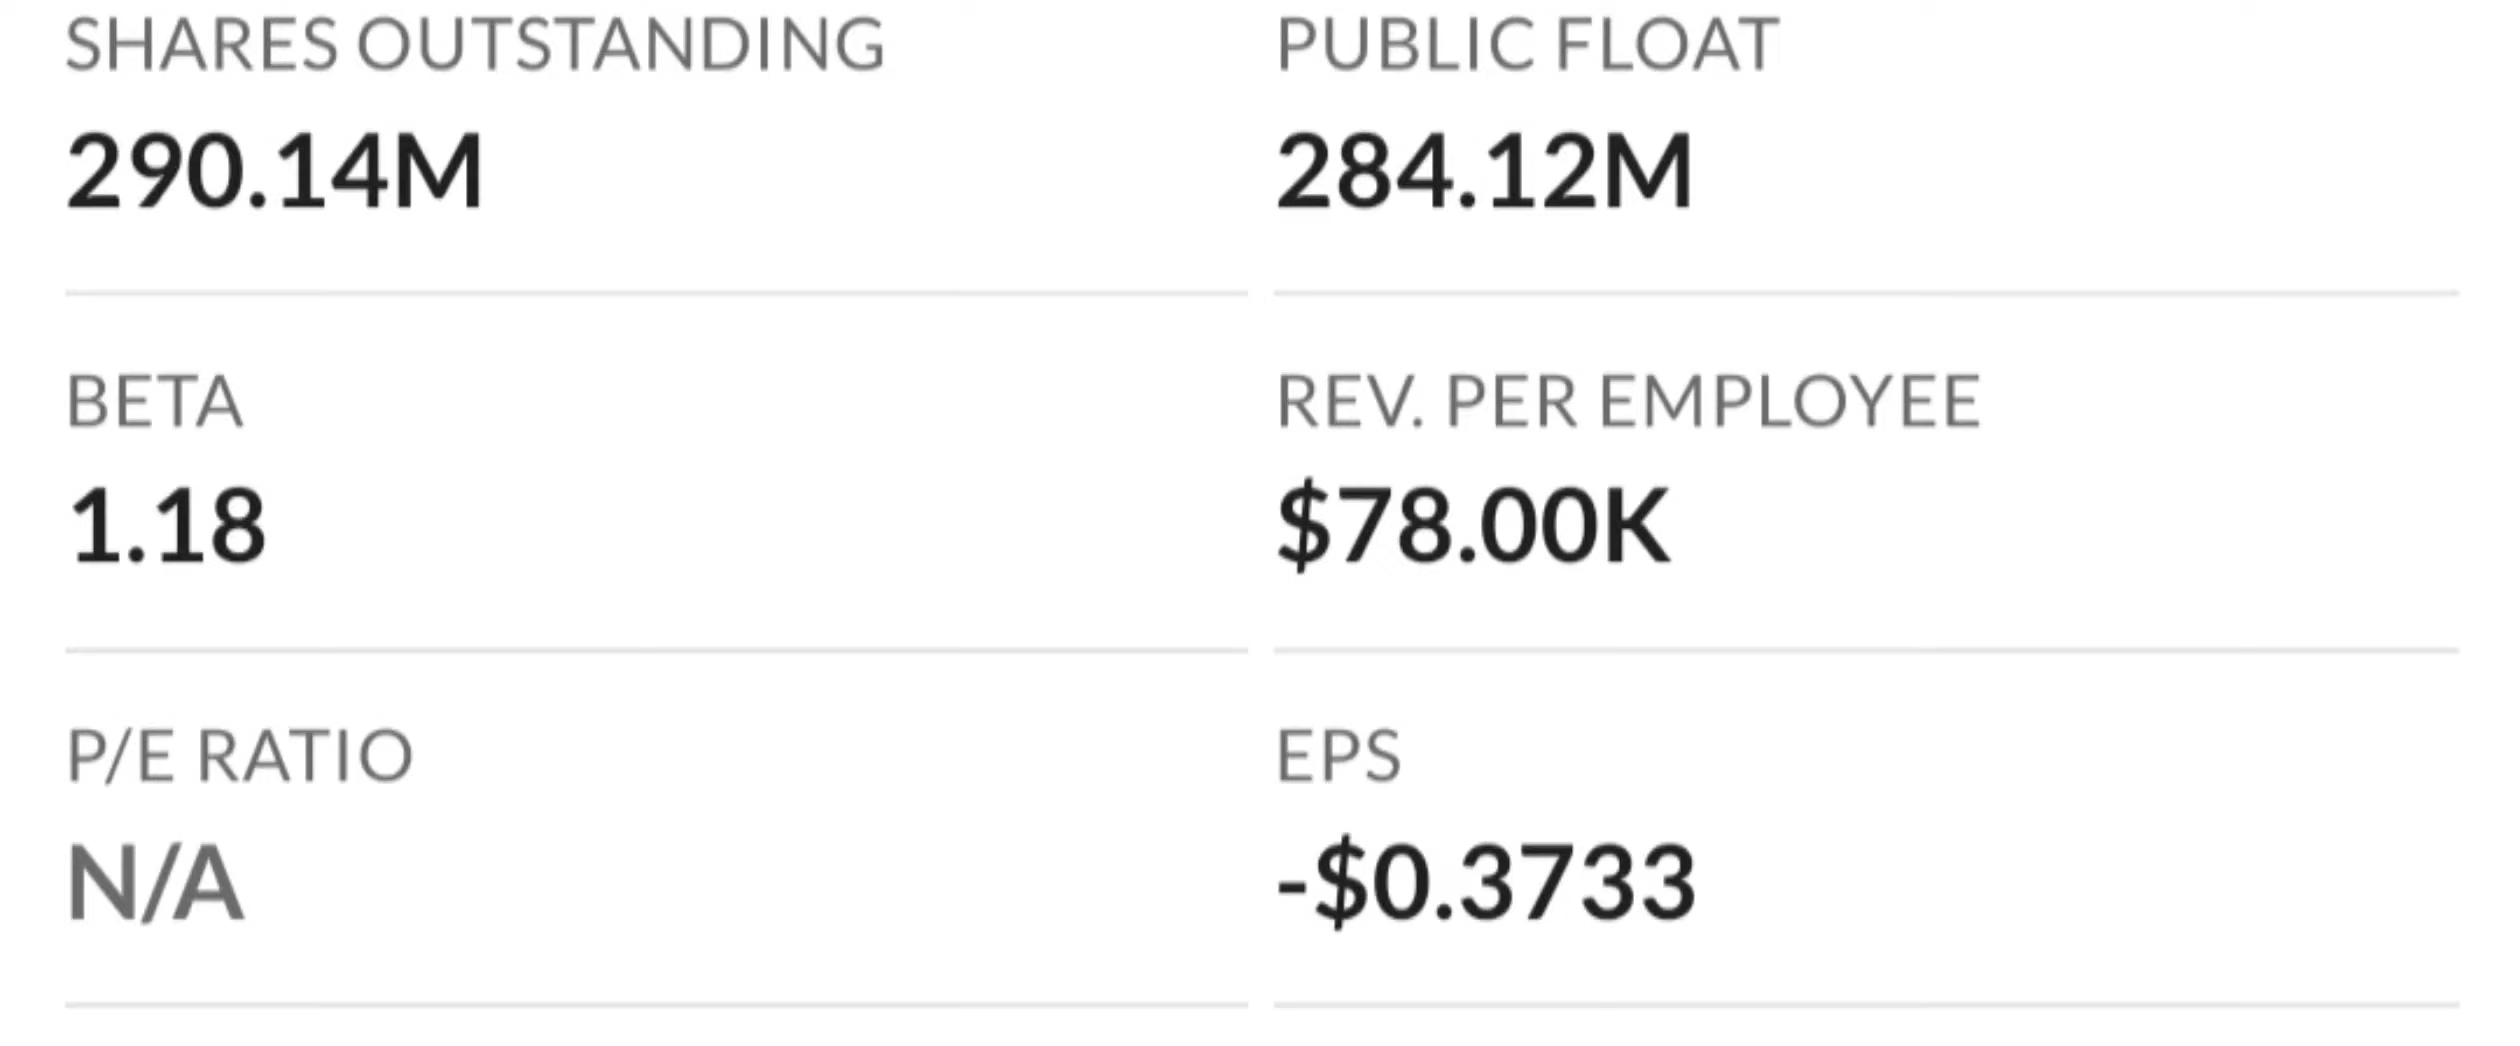 SHARES OUTSTANDING
290.14M
PUBLIC FLOAT
284.12M
BETA
1.18
REV. PER EMPLOYEE
$78.00K
P/E RATIO
N/A
EPS
-$0.3733